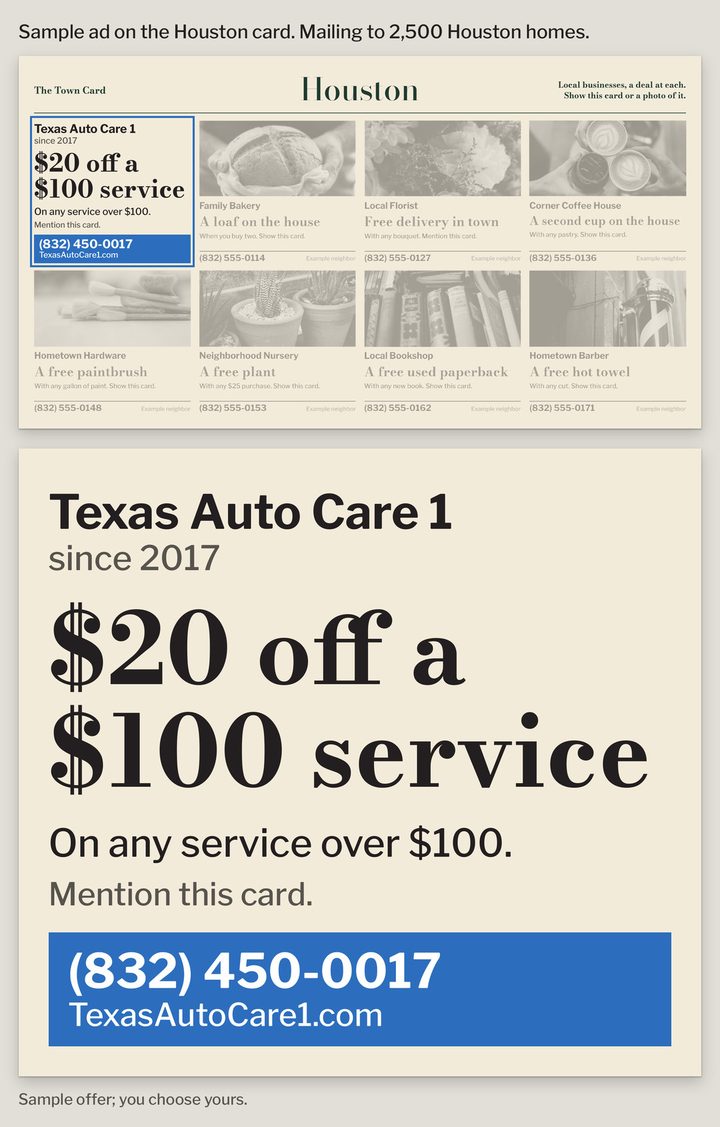 Sample ad on the Houston card. Mailing to 2,500 Houston homes.
The Town Card
Houston
Local businesses, a deal at each.
Show this card or a photo of it.
Texas Auto Care 1
since 2017
$20 off a
$100 service
On any service over $100.
Mention this card.
(832) 450-0017
TexasAutoCare1.com
Family Bakery
A loaf on the house
When you buy two. Show this card.
(832) 555-0114
Example neighbor
Local Florist
Free delivery in town
With any bouquet. Mention this card.
(832) 555-0127
Example neighbor
Corner Coffee House
A second cup on the house
With any pastry. Show this card.
(832) 555-0136
Example neighbor
Hometown Hardware
A free paintbrush
With any gallon of paint. Show this card.
(832) 555-0148
Example neighbor
Neighborhood Nursery
A free plant
With any $25 purchase. Show this card.
(832) 555-0153
Example neighbor
Local Bookshop
A free used paperback
With any new book. Show this card.
(832) 555-0162
Example neighbor
Hometown Barber
A free hot towel
With any cut. Show this card.
(832) 555-0171
Example neighbor
Texas Auto Care 1
since 2017
$20 off a
$100 service
On any service over $100.
Mention this card.
(832) 450-0017
TexasAutoCare1.com
Sample offer; you choose yours.